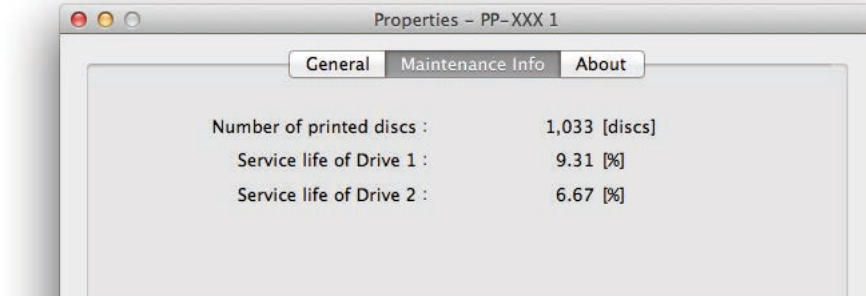 Properties – PP–XXX 1
General Maintenance Info About
Number of printed discs : 1,033 [discs]
Service life of Drive 1 : 9.31 [%]
Service life of Drive 2 : 6.67 [%]